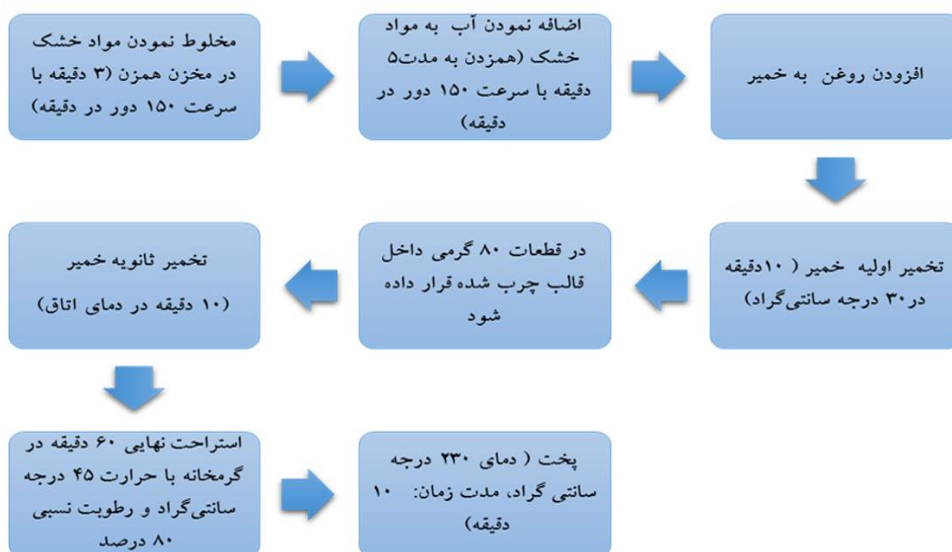 مخلوط نمودن مواد خشک
در مخزن همزن (۳ دقیقه با
سرعت ۱۵۰ دور در دقیقه)
اضافه نمودن آب به مواد
خشک (همزدن به مدت۵
دقیقه با سرعت ۱۵۰ دور در
دقیقه)
افزودن روغن به خمیر
تخمیر اولیه خمیر ( ۱۰دقیقه
در۳۰ درجه سانتی‌گراد)
در قطعات ۸۰ گرمی داخل
قالب چرب شده قرار داده
شود
تخمیر ثانویه خمیر
(۱۰ دقیقه در دمای اتاق)
استراحت نهایی ۶۰ دقیقه در
گرمخانه با حرارت ۴۵ درجه
سانتی‌گراد و رطوبت نسبی
۸۰ درصد
پخت ( دمای ۲۳۰ درجه
سانتی گراد، مدت زمان: ۱۰
دقیقه)